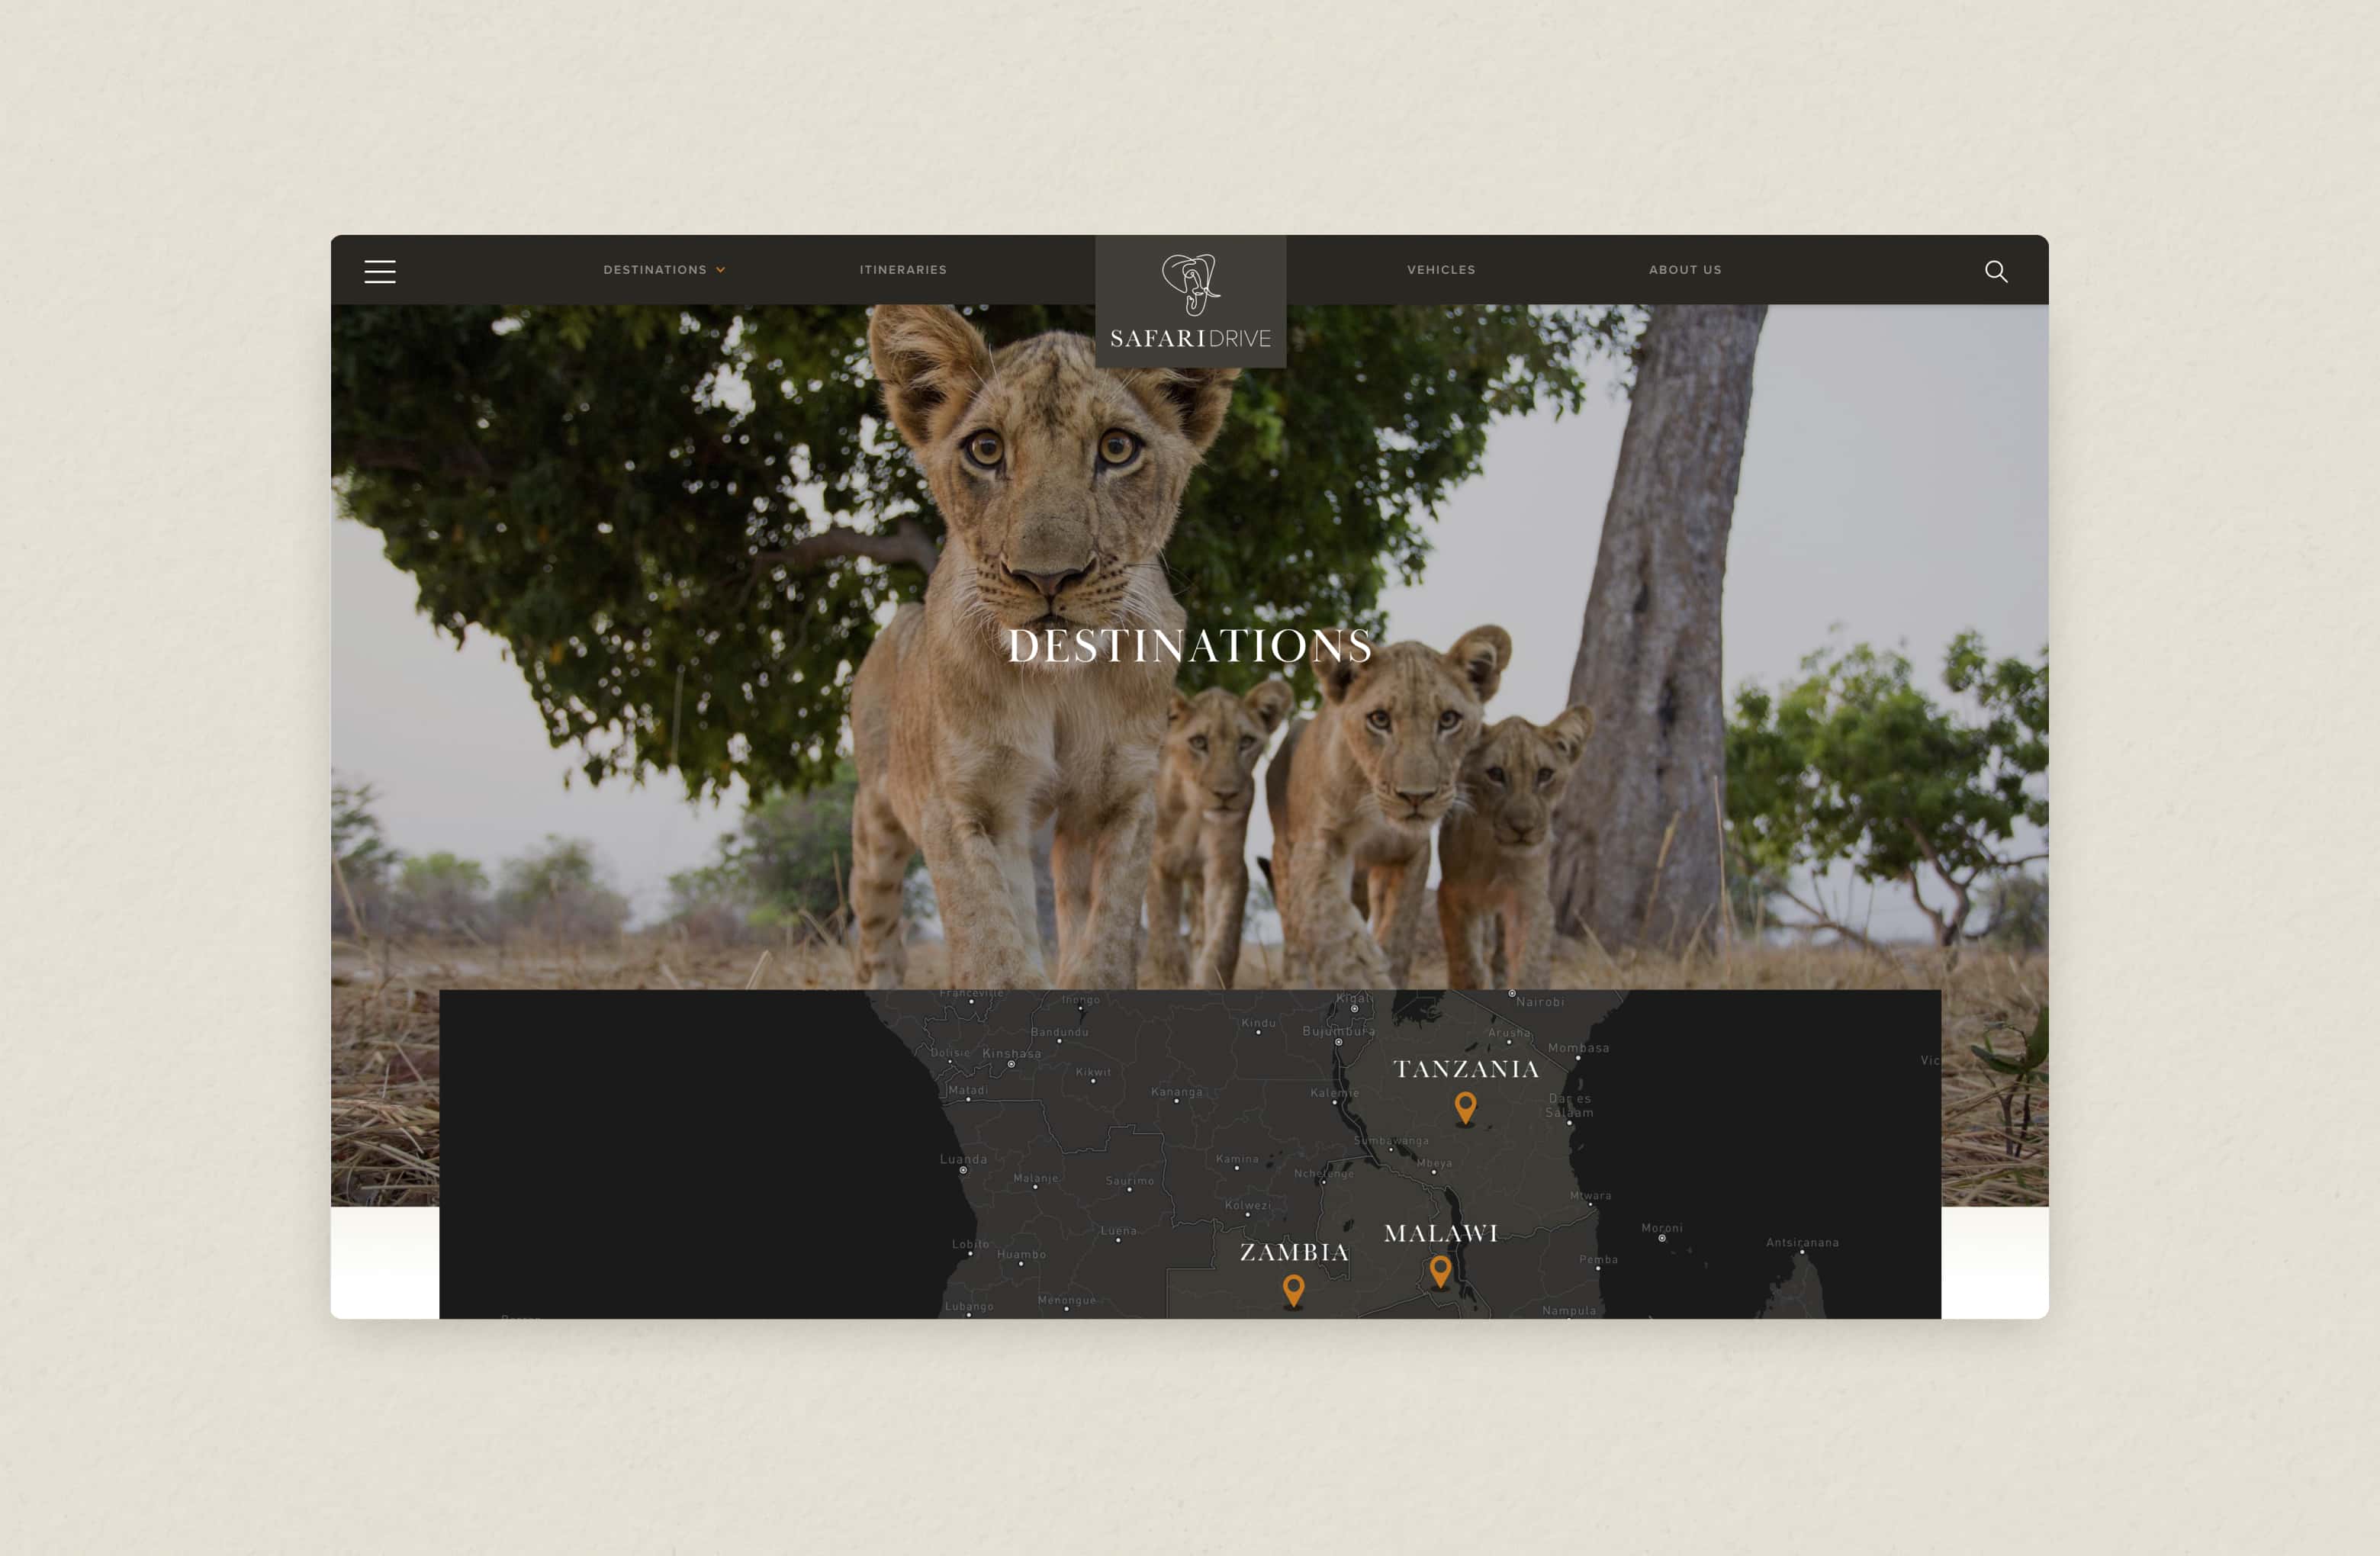 DESTINATIONS
ITINERARIES
SAFARIDRIVE
VEHICLES
ABOUT US
DESTINATIONS
Franceville
Inongo
Kigali
Nairobi
Bandundu
Kindu
Bujumbura
Arusha
Dolisie
Kinshasa
Mombasa
Vic
TANZANIA
Kikwit
Matadi
Kananga
Kalemie
Dar es
Salaam
Sumbawanga
Luanda
Kamina
Mbeya
Malanje
Saurimo
Nchelenge
Kolwezi
Mtwara
Luena
MALAWI
Moroni
Lobito
Huambo
ZAMBIA
Antsiranana
Pemba
Lubango
Menongue
Nampula